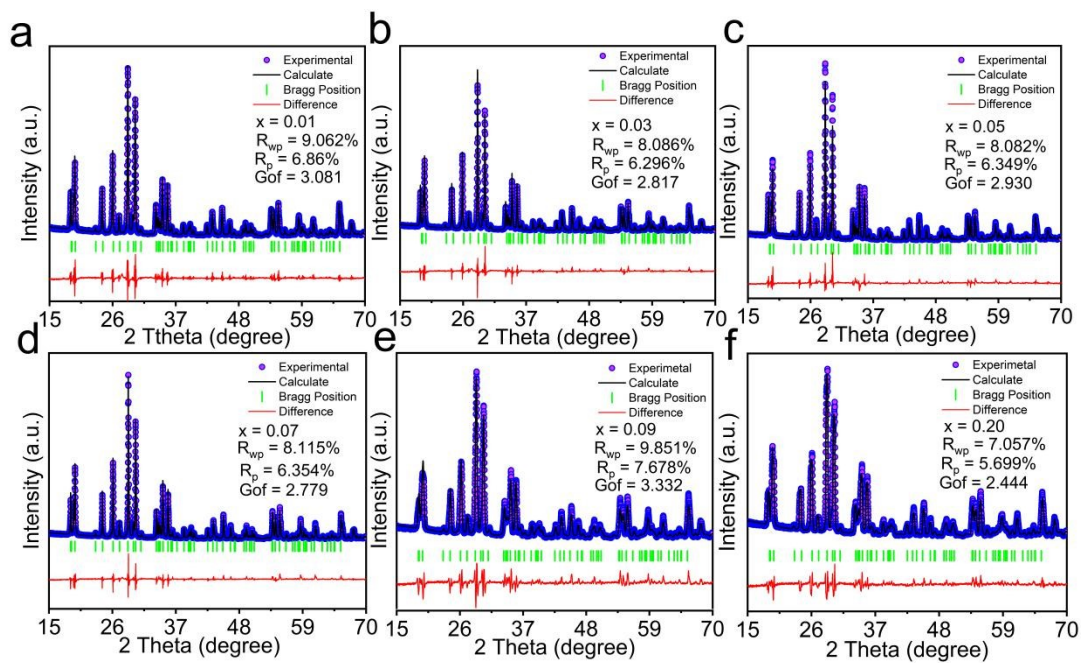 a
Experimental
Calculate
Bragg Position
Difference
x = 0.01
Rwp = 9.062%
Rp = 6.86%
Gof = 3.081
Intensity (a.u.)
15 26 37 48 59 70
2 Ttheta (degree)
b
Experimental
Calculate
Bragg Position
Difference
x = 0.03
Rwp = 8.086%
Rp = 6.296%
Gof = 2.817
Intensity (a.u.)
15 26 37 48 59 70
2 Theta (degree)
c
Experimental
Calculate
Bragg Position
Difference
x = 0.05
Rwp = 8.082%
Rp = 6.349%
Gof = 2.930
Intensity (a.u.)
15 26 37 48 59 70
2 Theta (degree)
d
Experimental
Calculate
Bragg Position
Difference
x = 0.07
Rwp = 8.115%
Rp = 6.354%
Gof = 2.779
Intensity (a.u.)
15 26 37 48 59 70
2 Theta (degree)
e
Experimental
Calculate
Bragg Position
Difference
x = 0.09
Rwp = 9.851%
Rp = 7.678%
Gof = 3.332
Intensity (a.u.)
15 26 37 48 59 70
2 Theta (degree)
f
Experimetal
Calculate
Bragg Position
Difference
x = 0.20
Rwp = 7.057%
Rp = 5.699%
Gof = 2.444
Intensity (a.u.)
15 26 37 48 59 70
2 Theta (degree)